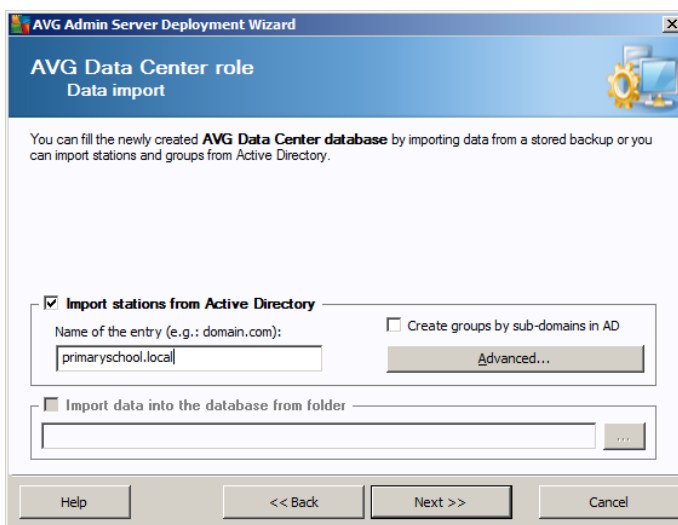 AVG Admin Server Deployment Wizard
AVG Data Center role
Data import
You can fill the newly created AVG Data Center database by importing data from a stored backup or you
can import stations and groups from Active Directory.
Import stations from Active Directory
Name of the entry (e.g.: domain.com):
Create groups by sub-domains in AD
primaryschool.local
Advanced...
Import data into the database from folder
...
Help
<< Back
Next >>
Cancel